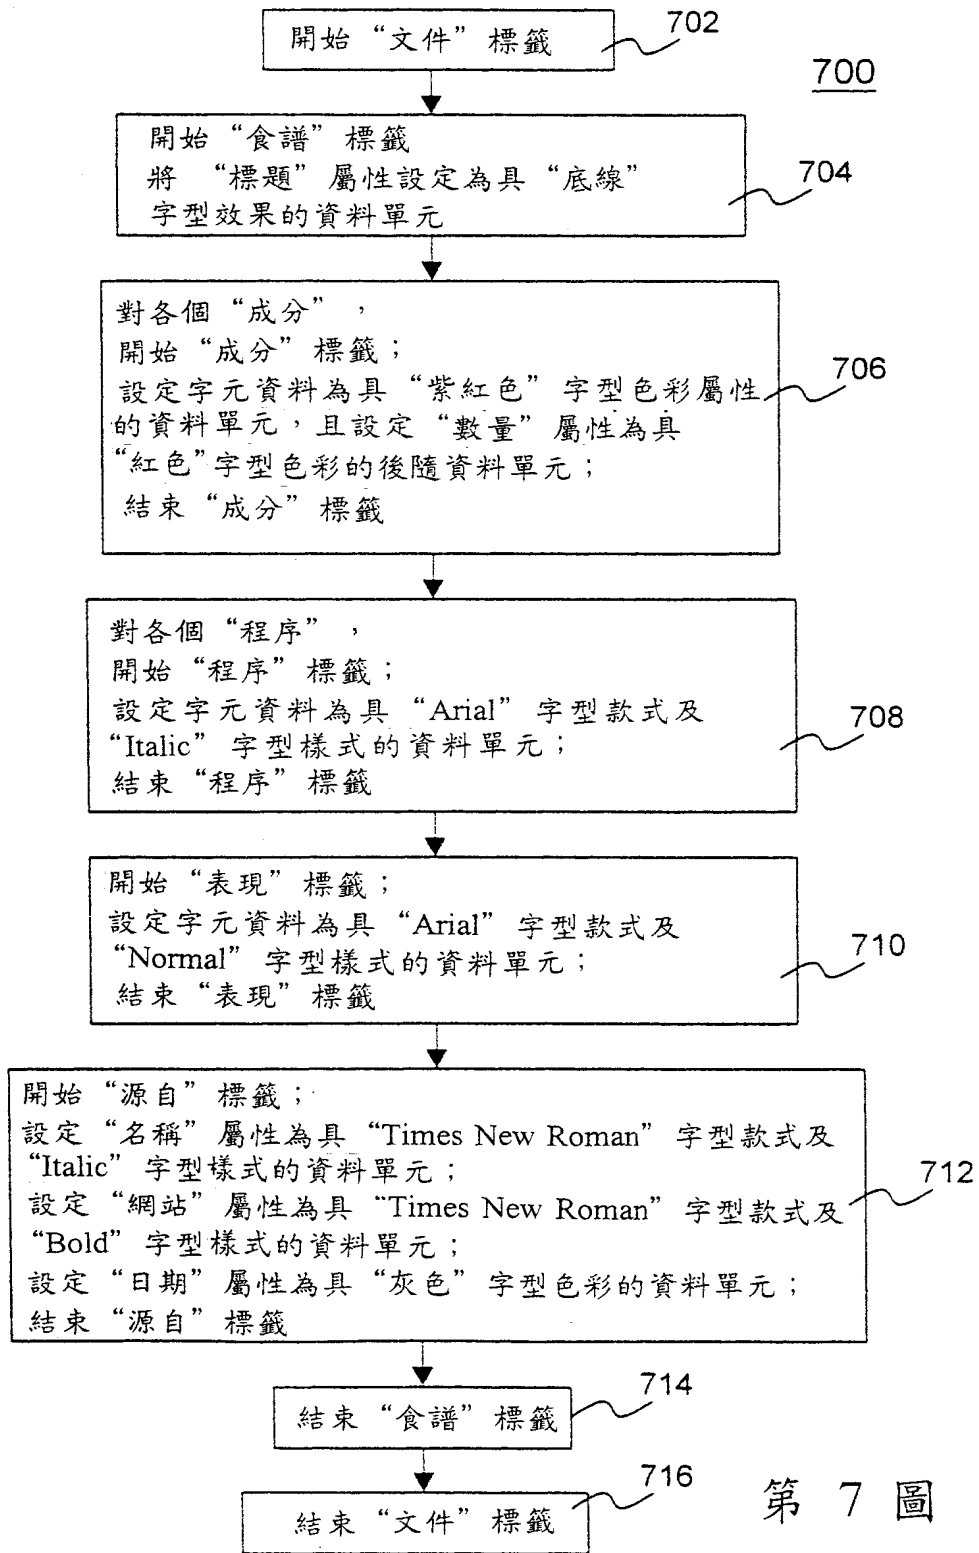 開始“文件”標籤
702
700
開始“食譜”標籤
將 “標題”屬性設定為具“底線”
字型效果的資料單元
704
對各個“成分”，
開始“成分”標籤；
設定字元資料為具“紫紅色”字型色彩屬性
的資料單元，且設定“數量”屬性為具
“紅色”字型色彩的後隨資料單元；
結束“成分”標籤
706
對各個“程序”，
開始“程序”標籤；
設定字元資料為具“Arial”字型款式及
“Italic”字型樣式的資料單元；
結束“程序”標籤
708
開始“表現”標籤；
設定字元資料為具“Arial”字型款式及
“Normal”字型樣式的資料單元；
結束“表現”標籤
710
開始“源自”標籤；
設定“名稱”屬性為具“Times New Roman”字型款式及
“Italic”字型樣式的資料單元；
設定“網站”屬性為具“Times New Roman”字型款式及
“Bold”字型樣式的資料單元；
設定“日期”屬性為具“灰色”字型色彩的資料單元；
結束“源自”標籤
712
結束“食譜”標籤
714
結束“文件”標籤
716
第 7 圖